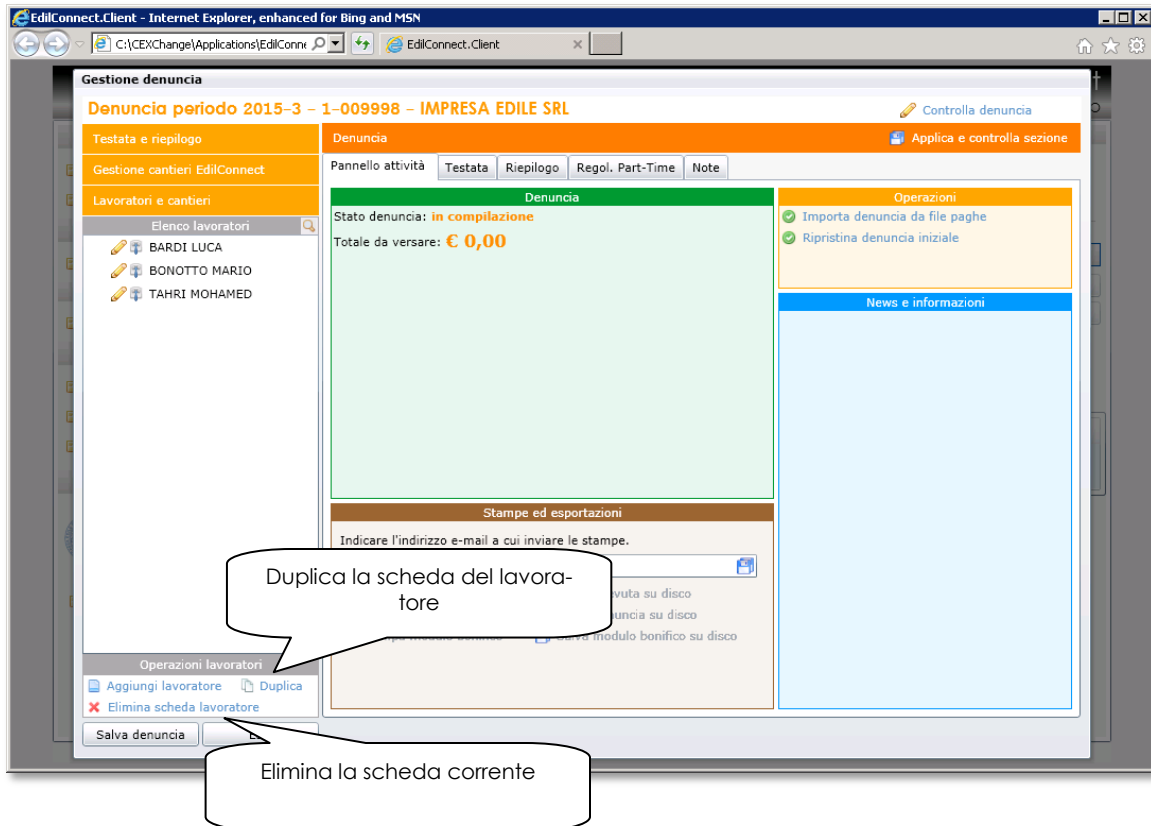 EdilConnect.Client - Internet Explorer, enhanced for Bing and MSN
C:\CEXChange\Applications\EdilConne
EdilConnect.Client
Gestione denuncia
Denuncia periodo 2015-3 - 1-009998 - IMPRESA EDILE SRL
Controlla denuncia
Testata e riepilogo
Gestione cantieri EdilConnect
Lavoratori e cantieri
Elenco lavoratori
BARDI LUCA
BONOTTO MARIO
TAHRI MOHAMED
Operazioni lavoratori
Aggiungi lavoratore Duplica
Elimina scheda lavoratore
Salva denuncia
Denuncia
Applica e controlla sezione
Pannello attività Testata Riepilogo Regol. Part-Time Note
Denuncia
Stato denuncia: in compilazione
Totale da versare: € 0,00
Operazioni
Importa denuncia da file paghe
Ripristina denuncia iniziale
News e informazioni
Stampe ed esportazioni
Indicare l'indirizzo e-mail a cui inviare le stampe.
su disco
su disco
modulo bonifico su disco
Duplica la scheda del lavora-
tore
Elimina la scheda corrente